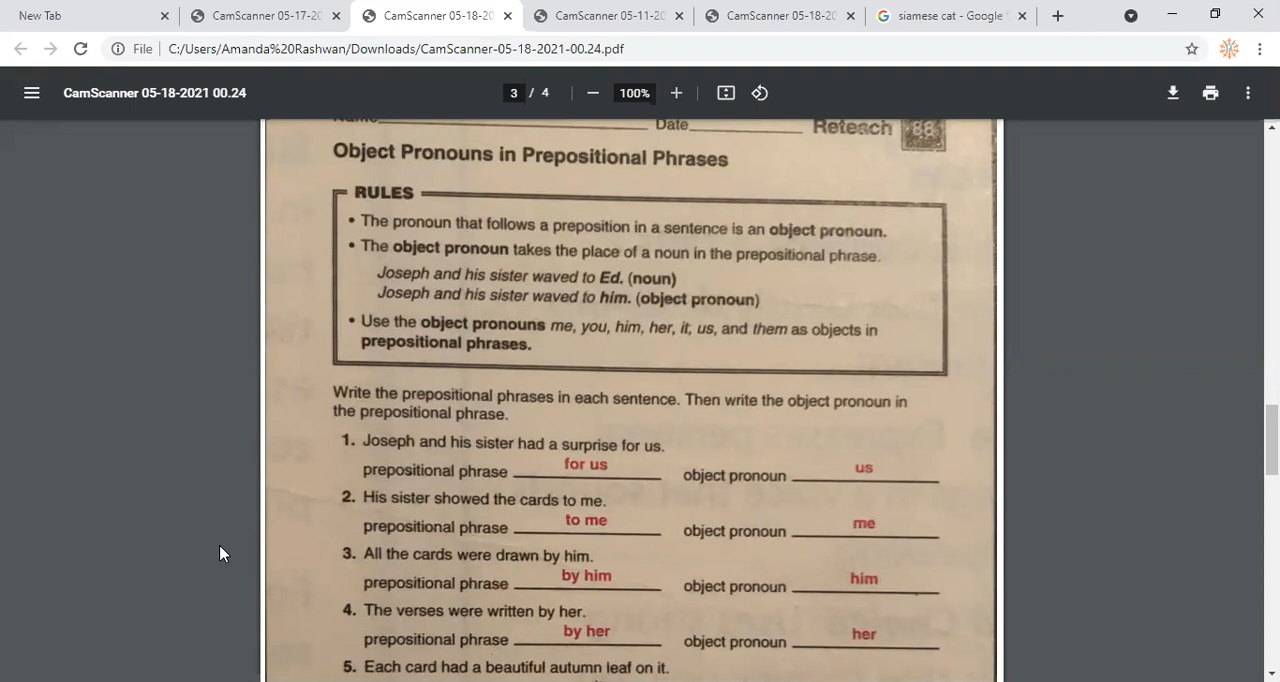 New Tab
CamScanner 05-17-20
CamScanner 05-18-20
CamScanner 05-11-20
CamScanner 05-18-20
siamese cat - Google
File C:/Users/Amanda%20Rashwan/Downloads/CamScanner-05-18-2021-00.24.pdf
CamScanner 05-18-2021 00.24
3 / 4
100%
Name Date Reteach 88
Object Pronouns in Prepositional Phrases
RULES
• The pronoun that follows a preposition in a sentence is an object pronoun.
• The object pronoun takes the place of a noun in the prepositional phrase.
Joseph and his sister waved to Ed. (noun)
Joseph and his sister waved to him. (object pronoun)
• Use the object pronouns me, you, him, her, it, us, and them as objects in
prepositional phrases.
Write the prepositional phrases in each sentence. Then write the object pronoun in
the prepositional phrase.
1. Joseph and his sister had a surprise for us.
prepositional phrase for us object pronoun us
2. His sister showed the cards to me.
prepositional phrase to me object pronoun me
3. All the cards were drawn by him.
prepositional phrase by him object pronoun him
4. The verses were written by her.
prepositional phrase by her object pronoun her
5. Each card had a beautiful autumn leaf on it.